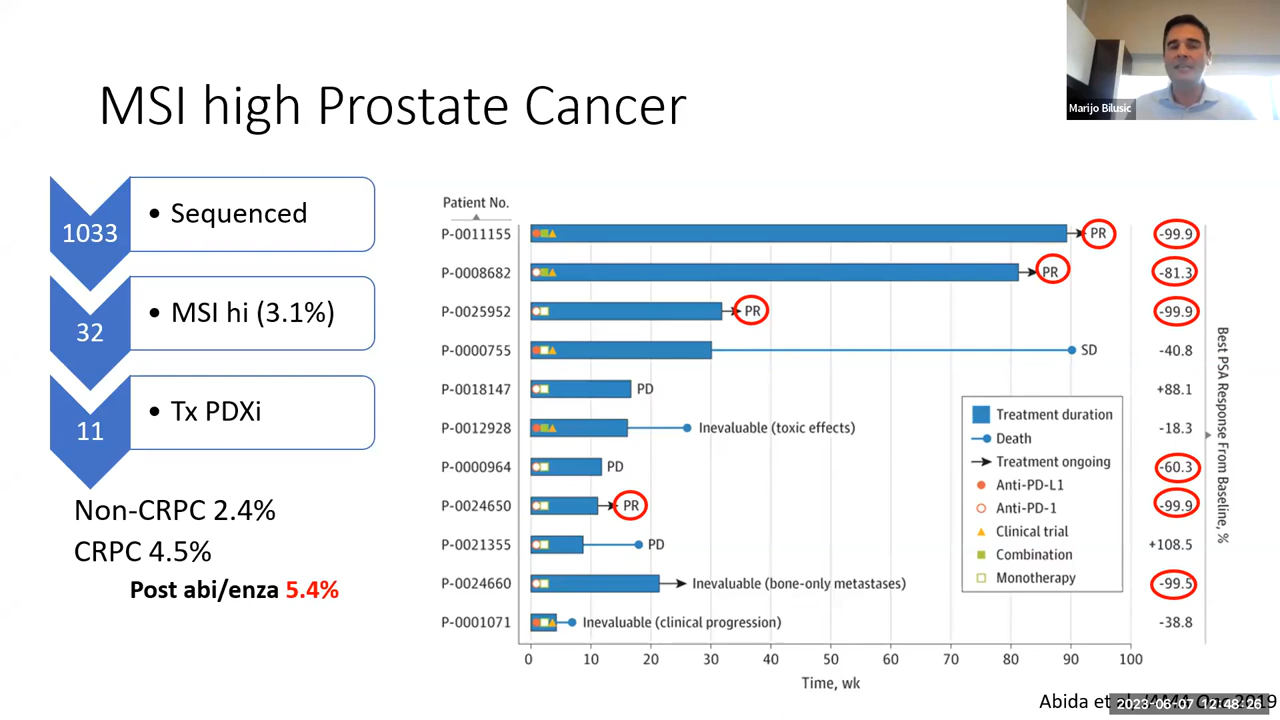 Marijo Bilusic
MSI high Prostate Cancer
1033
• Sequenced
32
• MSI hi (3.1%)
11
• Tx PDXi
Non-CRPC 2.4%
CRPC 4.5%
Post abi/enza 5.4%
Patient No.
P-0011155 PR -99.9
P-0008682 PR -81.3
P-0025952 PR -99.9
P-0000755 SD -40.8
P-0018147 PD +88.1
P-0012928 Inevaluable (toxic effects) -18.3
P-0000964 PD -60.3
P-0024650 PR -99.9
P-0021355 PD +108.5
P-0024660 Inevaluable (bone-only metastases) -99.5
P-0001071 Inevaluable (clinical progression) -38.8
Treatment duration
Death
Treatment ongoing
Anti-PD-L1
Anti-PD-1
Clinical trial
Combination
Monotherapy
Best PSA Response From Baseline, %
0 10 20 30 40 50 60 70 80 90 100
Time, wk
Abida et 2019
2023-06-07 12:48:26